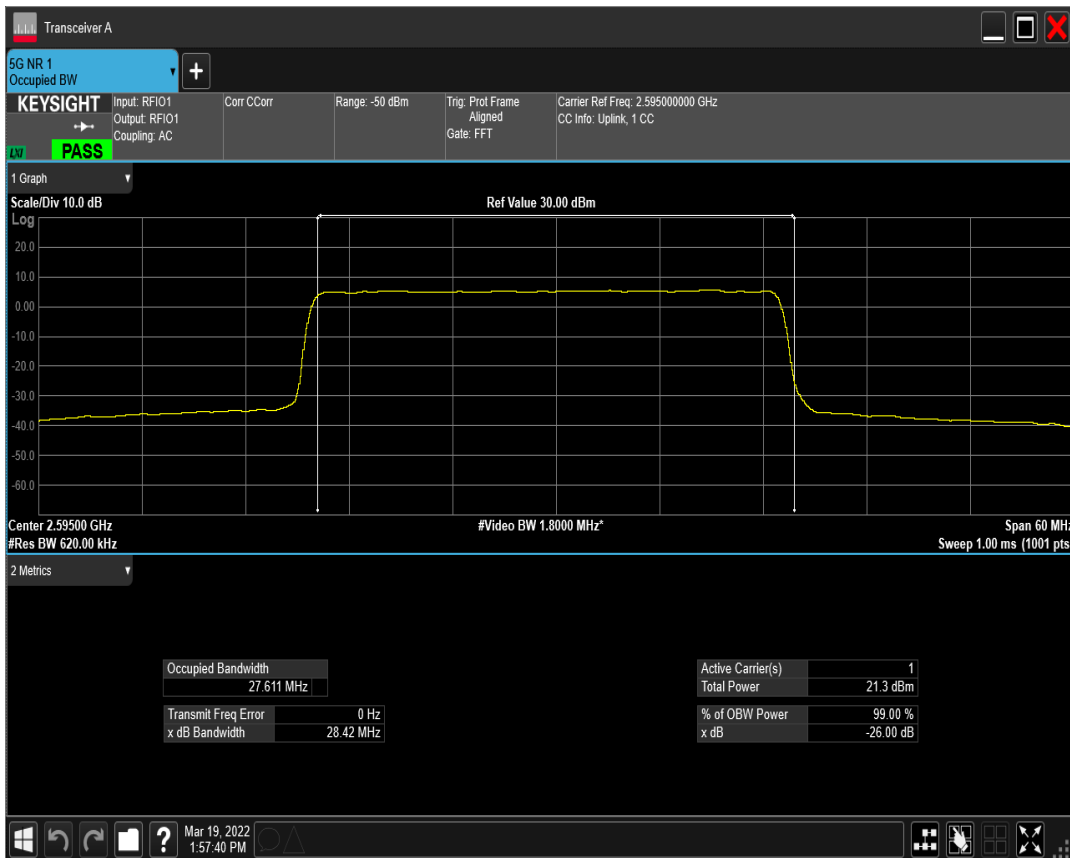 Transceiver A
5G NR 1
Occupied BW
KEYSIGHT
LXI
PASS
Input: RFIO1
Output: RFIO1
Coupling: AC
Corr CCorr
Range: -50 dBm
Trig: Prot Frame
Aligned
Gate: FFT
Carrier Ref Freq: 2.595000000 GHz
CC Info: Uplink, 1 CC
1 Graph
Scale/Div 10.0 dB
Ref Value 30.00 dBm
Log
20.0
10.0
0.00
-10.0
-20.0
-30.0
-40.0
-50.0
-60.0
Center 2.59500 GHz
#Video BW 1.8000 MHz*
Span 60 MHz
#Res BW 620.00 kHz
Sweep 1.00 ms (1001 pts
2 Metrics
Occupied Bandwidth
27.611 MHz
Transmit Freq Error 0 Hz
x dB Bandwidth 28.42 MHz
Active Carrier(s) 1
Total Power 21.3 dBm
% of OBW Power 99.00 %
x dB -26.00 dB
?
Mar 19, 2022
1:57:40 PM